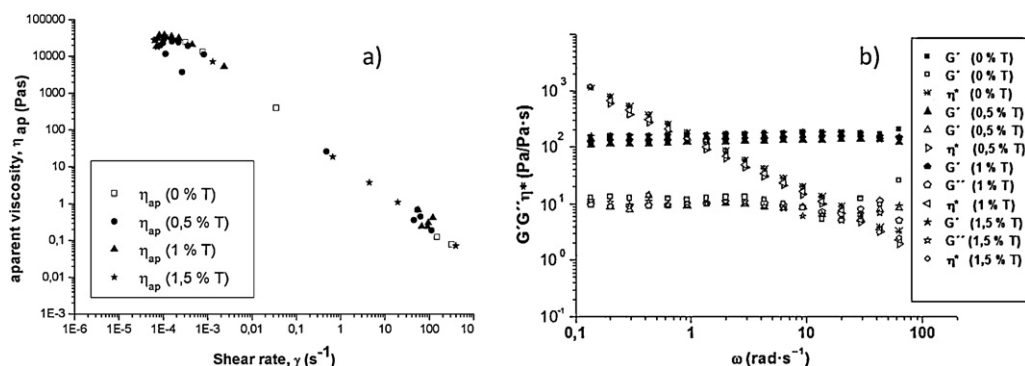 aparent viscosity, η ap (Pas)
100000
10000
1000
100
10
1
0,1
0,01
1E-3
a)
η ap (0 % T)
η ap (0,5 % T)
η ap (1 % T)
η ap (1,5 % T)
1E-6 1E-5 1E-4 1E-3 0,01 0,1 1 10 100 1000
Shear rate, γ (s⁻¹)
G´G´´η* (Pa/Pa·s)
10³
10²
10¹
10⁰
10⁻¹
b)
0,1 1 10 100
ω (rad·s⁻¹)
G´ (0 % T)
G´ (0 % T)
η* (0 % T)
G´ (0,5 % T)
G´ (0,5 % T)
η* (0,5 % T)
G´ (1 % T)
G´´ (1 % T)
η* (1 % T)
G´ (1,5 % T)
G´´ (1,5 % T)
η* (1,5 % T)